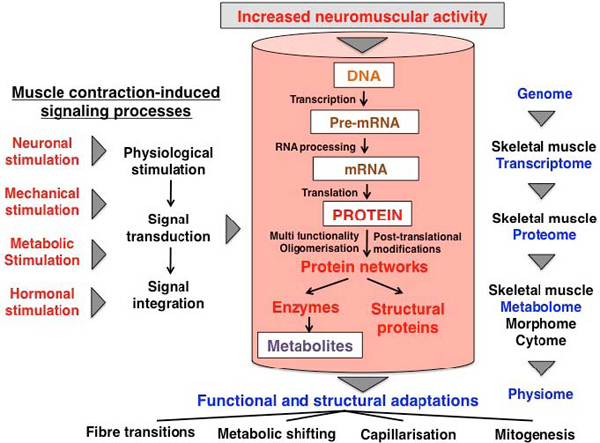 Increased neuromuscular activity
Muscle contraction-induced
signaling processes
Neuronal
stimulation
Mechanical
stimulation
Metabolic
Stimulation
Hormonal
stimulation
Physiological
stimulation
Signal
transduction
Signal
integration
DNA
Transcription
Pre-mRNA
RNA processing
mRNA
Translation
PROTEIN
Multi functionality
Oligomerisation
Post-translational
modifications
Protein networks
Enzymes
Structural
proteins
Metabolites
Genome
Skeletal muscle
Transcriptome
Skeletal muscle
Proteome
Skeletal muscle
Metabolome
Morphome
Cytome
Physiome
Functional and structural adaptations
Fibre transitions
Metabolic shifting
Capillarisation
Mitogenesis